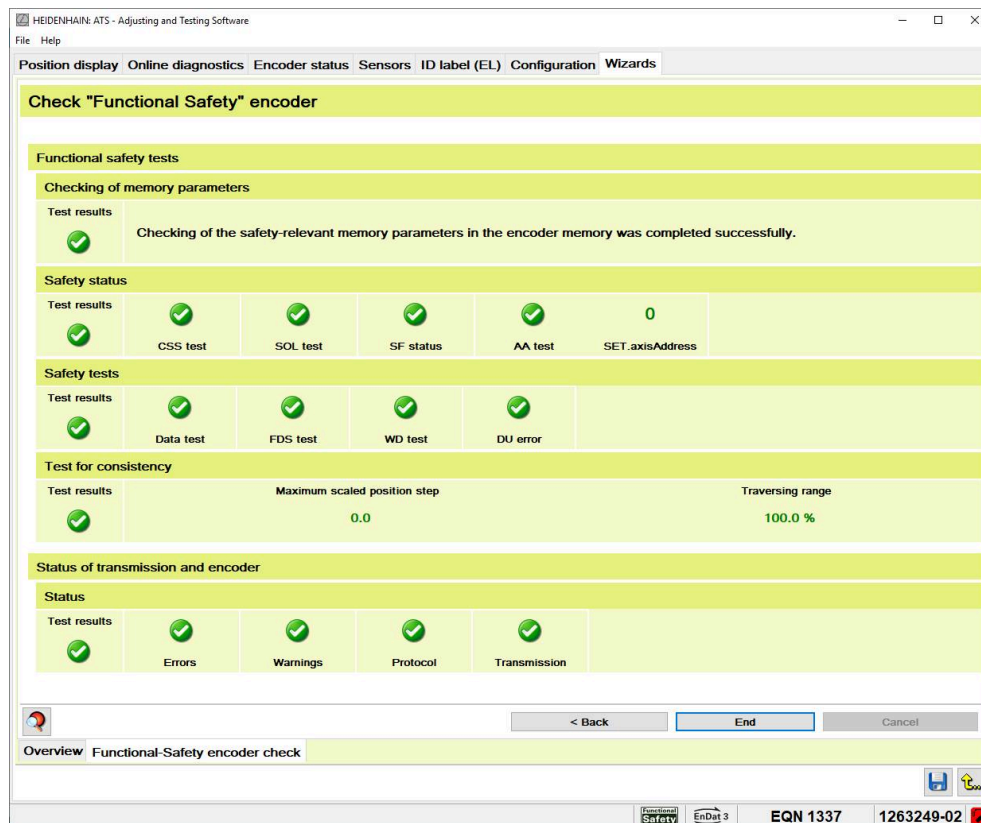 HEIDENHAIN: ATS - Adjusting and Testing Software
File Help
Position display Online diagnostics Encoder status Sensors ID label (EL) Configuration Wizards
Check "Functional Safety" encoder
Functional safety tests
Checking of memory parameters
Test results
Checking of the safety-relevant memory parameters in the encoder memory was completed successfully.
Safety status
Test results
0
CSS test SOL test SF status AA test SET.axisAddress
Safety tests
Test results
Data test FDS test WD test DU error
Test for consistency
Test results Maximum scaled position step Traversing range
0.0 100.0 %
Status of transmission and encoder
Status
Test results
Errors Warnings Protocol Transmission
< Back End Cancel
Overview Functional-Safety encoder check
Functional Safety EnDat 3 EQN 1337 1263249-02